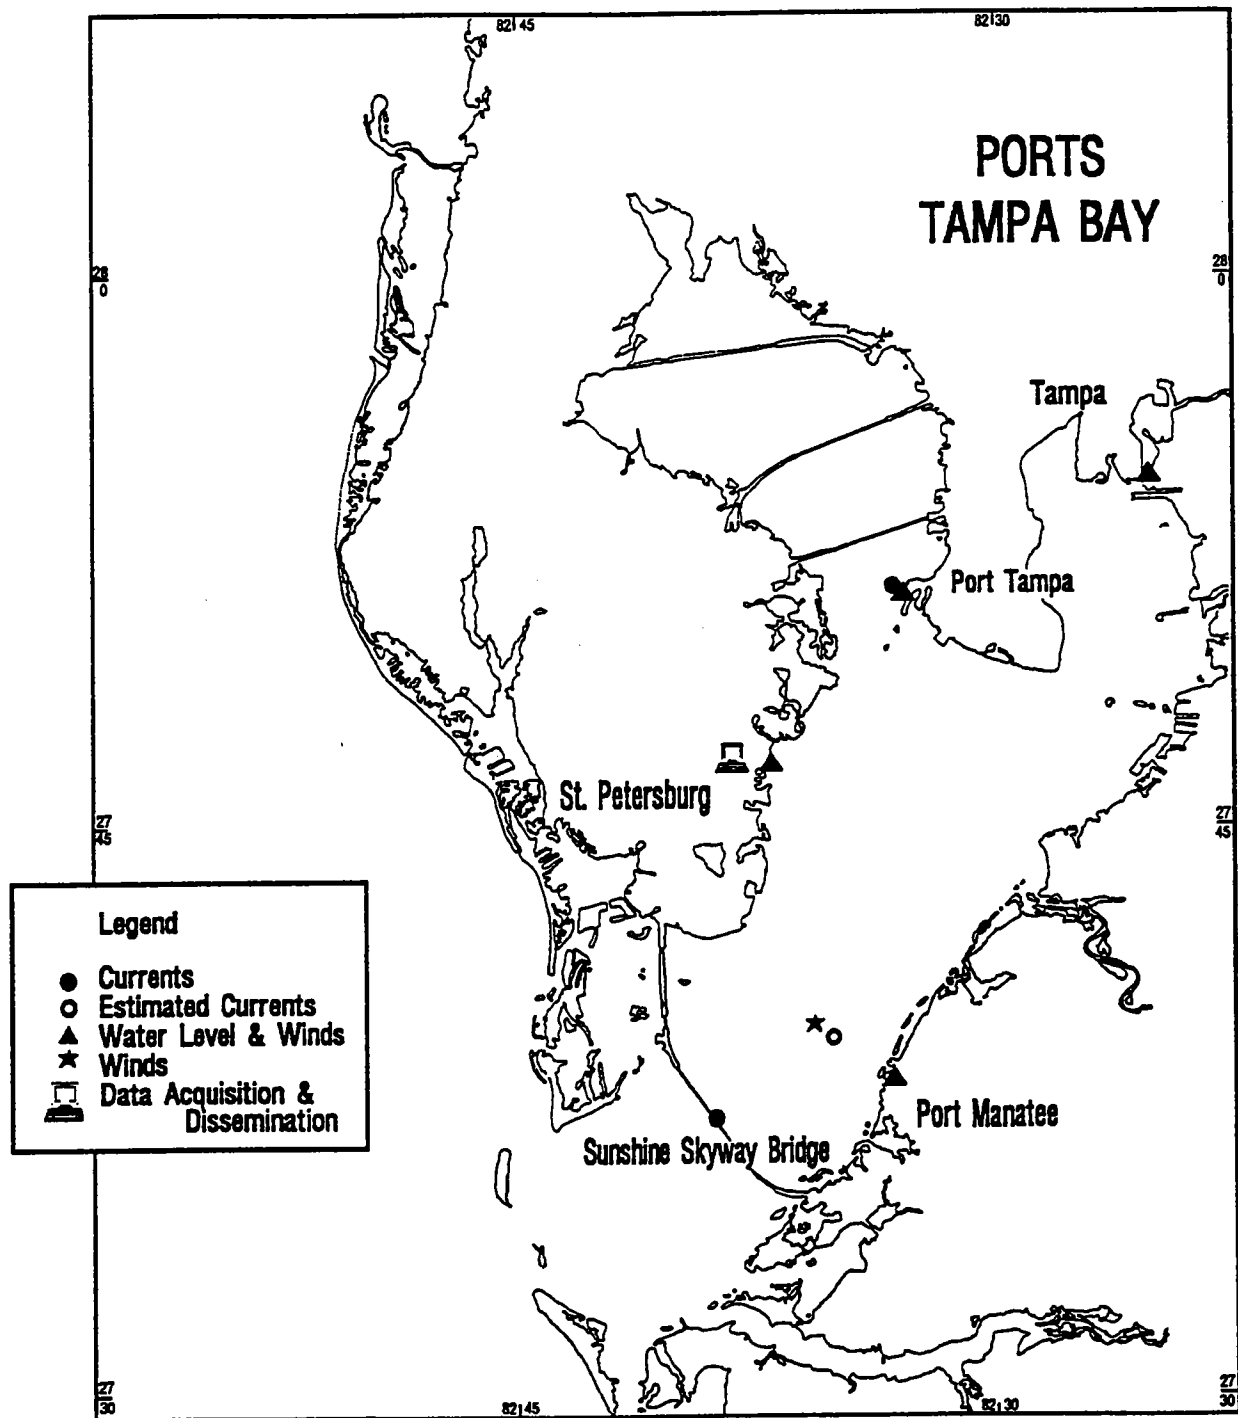 82 45
82 30
PORTS
TAMPA BAY
28
0
28
0
Tampa
Port Tampa
St. Petersburg
27
45
27
45
Legend
Currents
Estimated Currents
Water Level & Winds
Winds
Data Acquisition &
Dissemination
Port Manatee
Sunshine Skyway Bridge
27
30
27
30
82 45
82 30